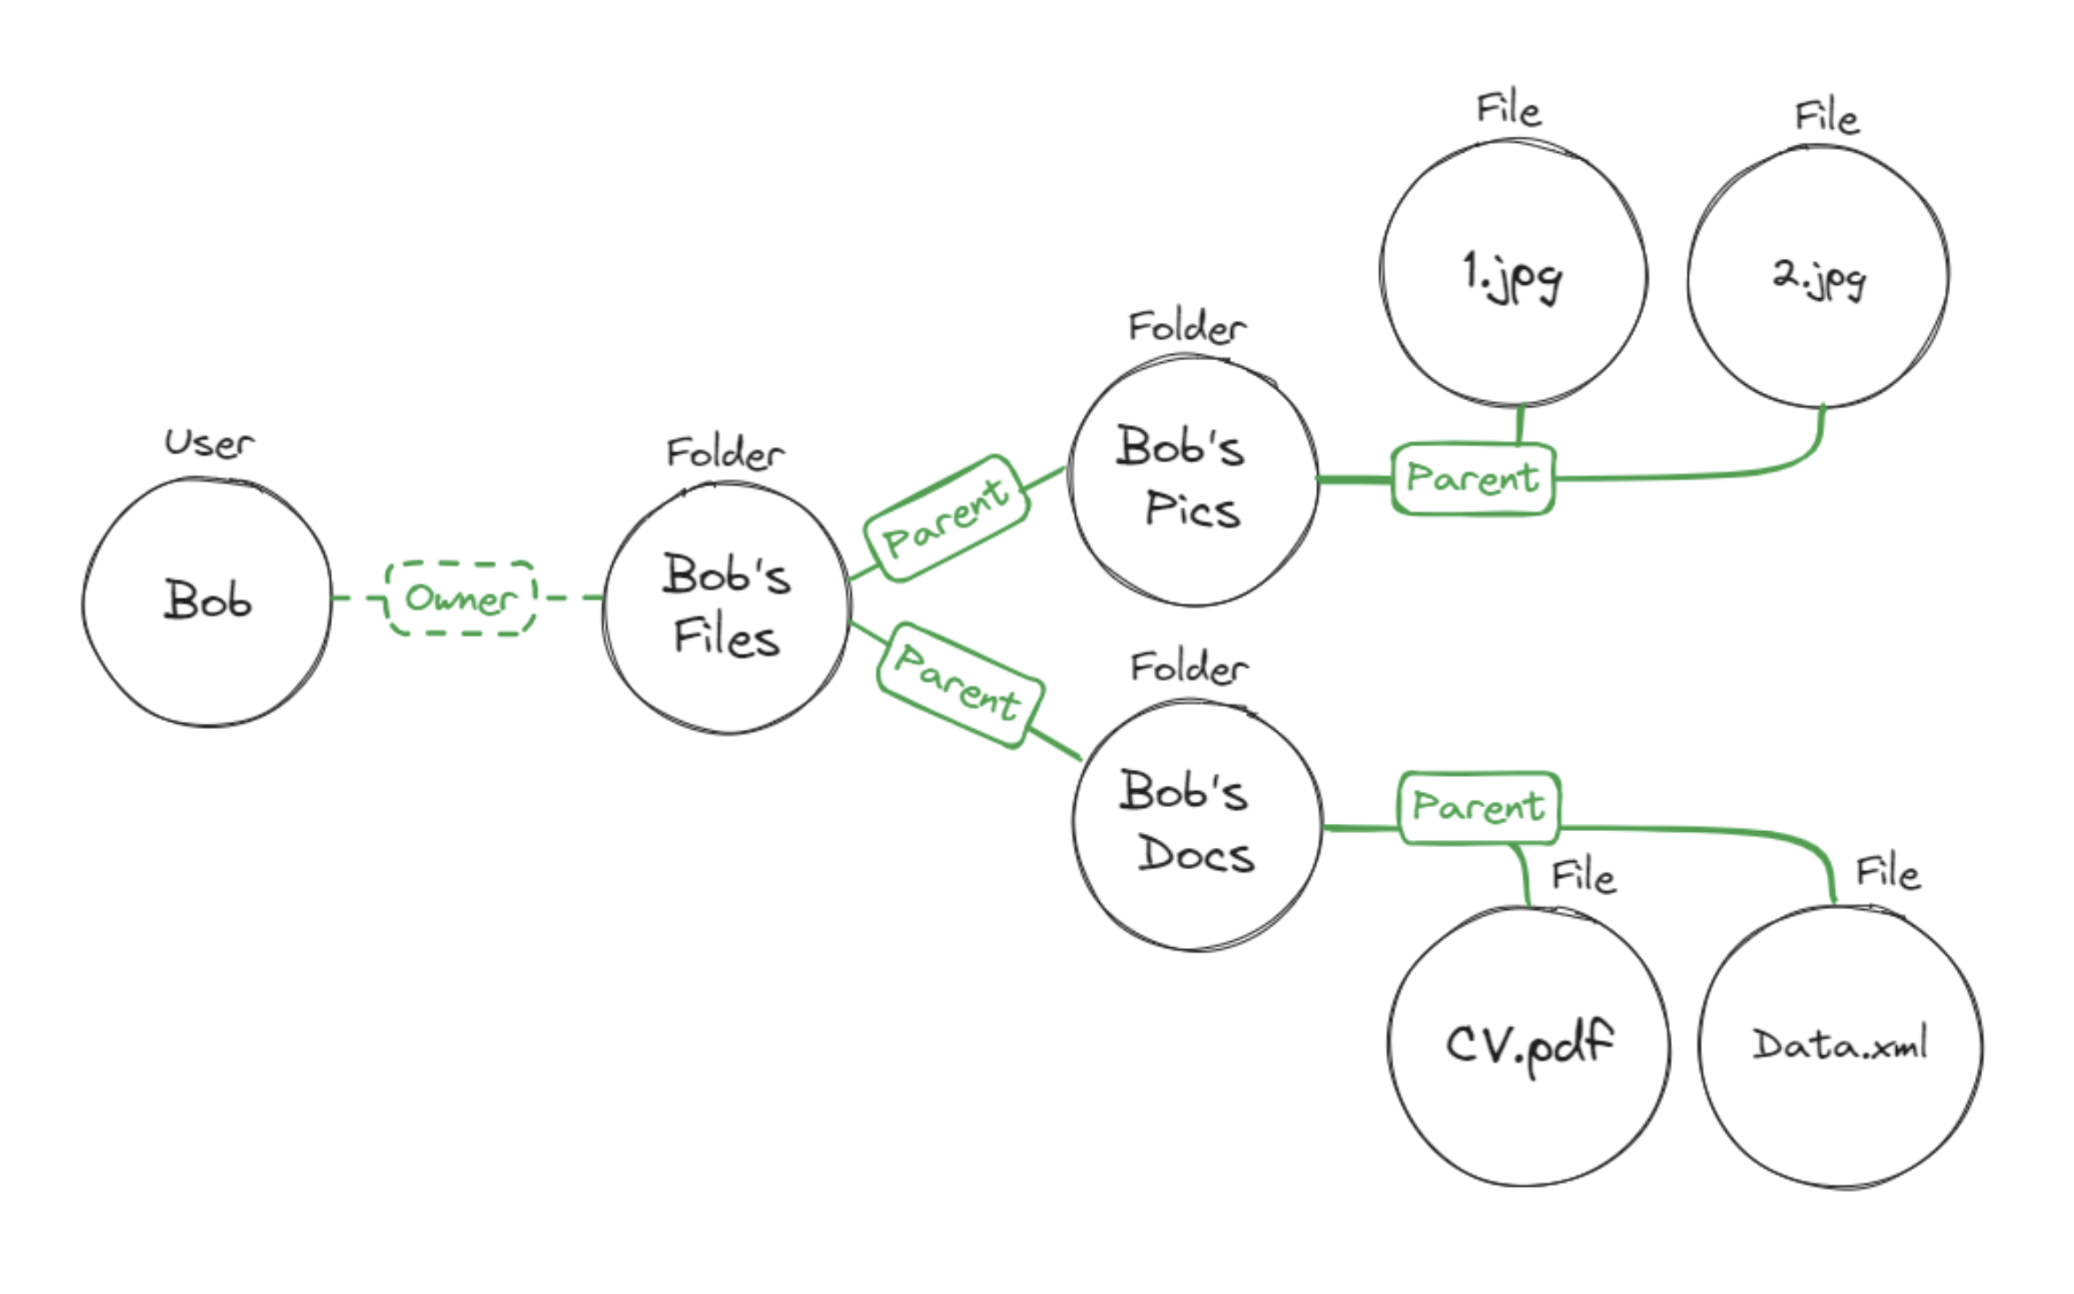 User
Bob
Owner
Folder
Bob's
Files
Parent
Parent
Folder
Bob's
Pics
Parent
File
1.jpg
File
2.jpg
Folder
Bob's
Docs
Parent
File
CV.pdf
File
Data.xml